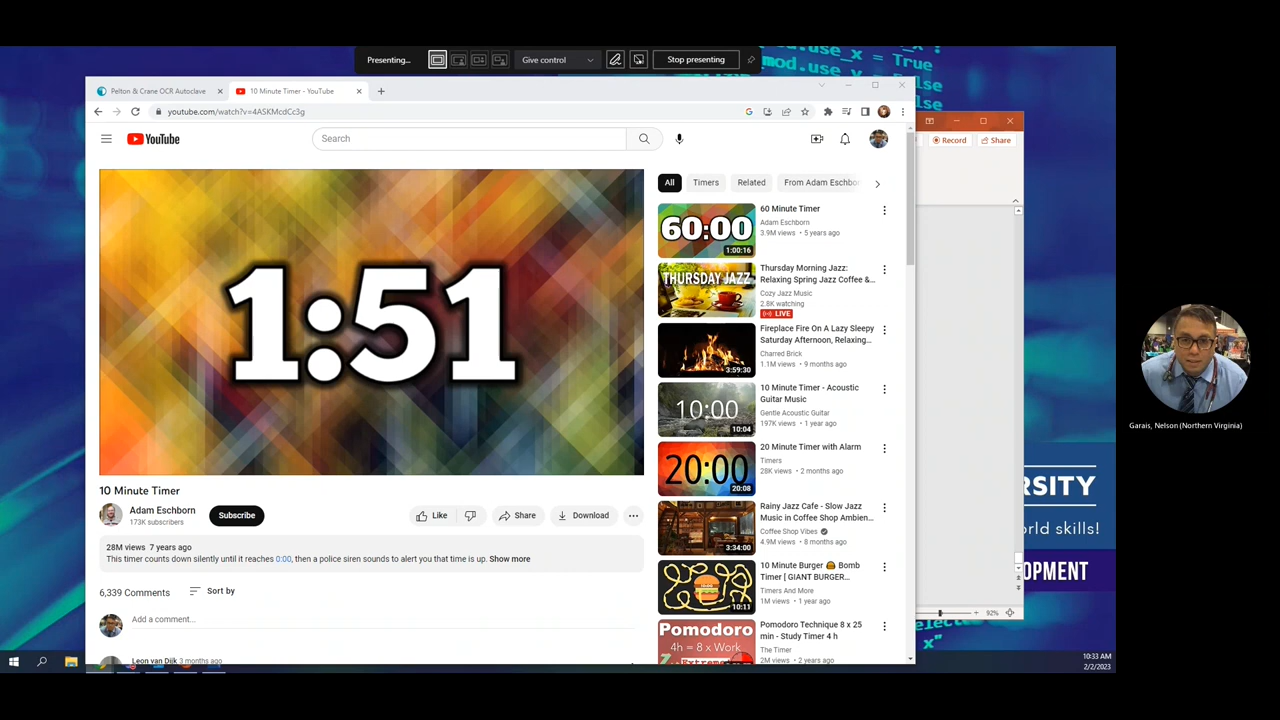 _x = True
mod.use_y = False
Presenting...
Give control
Stop presenting
Pelton & Crane OCR Autoclave
10 Minute Timer - YouTube
youtube.com/watch?v=4ASKMcdCc3g
Record
Share
YouTube
Search
All
Timers
Related
From Adam Eschbor
1:51
60:00
1:00:16
60 Minute Timer
Adam Eschborn
3.9M views • 5 years ago
THURSDAY JAZZ
Thursday Morning Jazz:
Relaxing Spring Jazz Coffee &...
Cozy Jazz Music
2.8K watching
LIVE
3:59:30
Fireplace Fire On A Lazy Sleepy
Saturday Afternoon, Relaxing...
Charred Brick
1.1M views • 9 months ago
10:00
10:04
10 Minute Timer - Acoustic
Guitar Music
Gentle Acoustic Guitar
197K views • 1 year ago
20:00
20:08
20 Minute Timer with Alarm
Timers
28K views • 2 months ago
3:34:00
Rainy Jazz Cafe - Slow Jazz
Music in Coffee Shop Ambien...
Coffee Shop Vibes
4.9M views • 8 months ago
10:11
10 Minute Burger 🍔 Bomb
Timer [ GIANT BURGER...
Timers And More
1M views • 1 year ago
Pomodoro
4h = 8 x Work
Pomodoro Technique 8 x 25
min - Study Timer 4 h
The Timer
2M views • 2 years ago
10 Minute Timer
Adam Eschborn
173K subscribers
Subscribe
Like
Share
Download
28M views 7 years ago
This timer counts down silently until it reaches 0:00, then a police siren sounds to alert you that time is up. Show more
6,339 Comments
Sort by
Add a comment...
Leon van Dijk 3 months ago
RSITY
rld skills!
OPMENT
92%
10:33 AM
2/2/2023
Garais, Nelson (Northern Virginia)